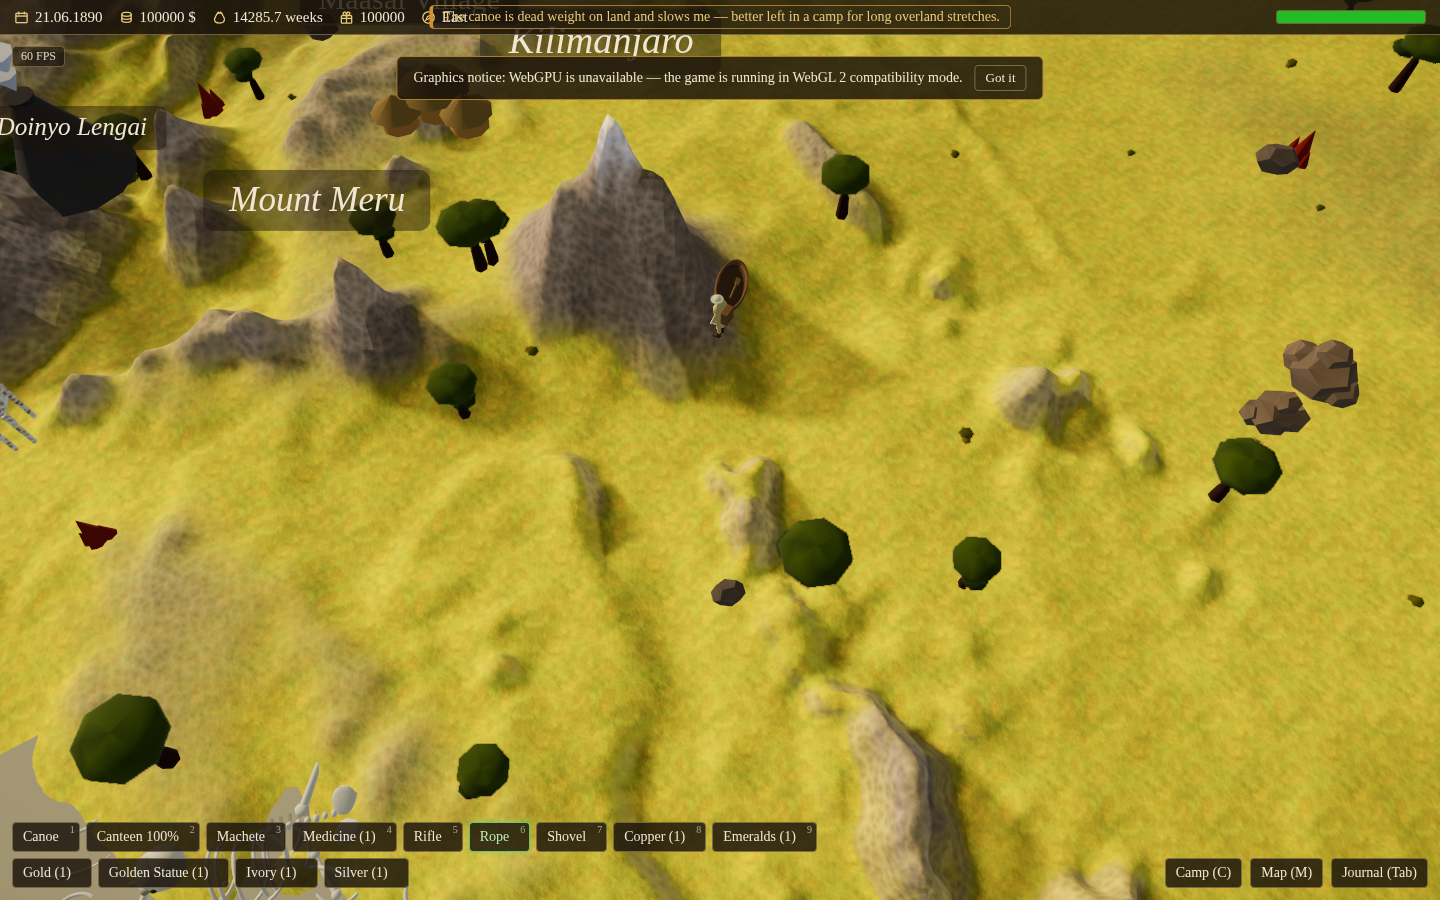 Maasai Village
21.06.1890 100000 $ 14285.7 weeks 100000 East
The canoe is dead weight on land and slows me — better left in a camp for long overland stretches.
Kilimanjaro
60 FPS
Graphics notice: WebGPU is unavailable — the game is running in WebGL 2 compatibility mode. Got it
Doinyo Lengai
Mount Meru
Canoe 1 Canteen 100% 2 Machete 3 Medicine (1) 4 Rifle 5 Rope 6 Shovel 7 Copper (1) 8 Emeralds (1) 9
Gold (1) Golden Statue (1) Ivory (1) Silver (1) Camp (C) Map (M) Journal (Tab)